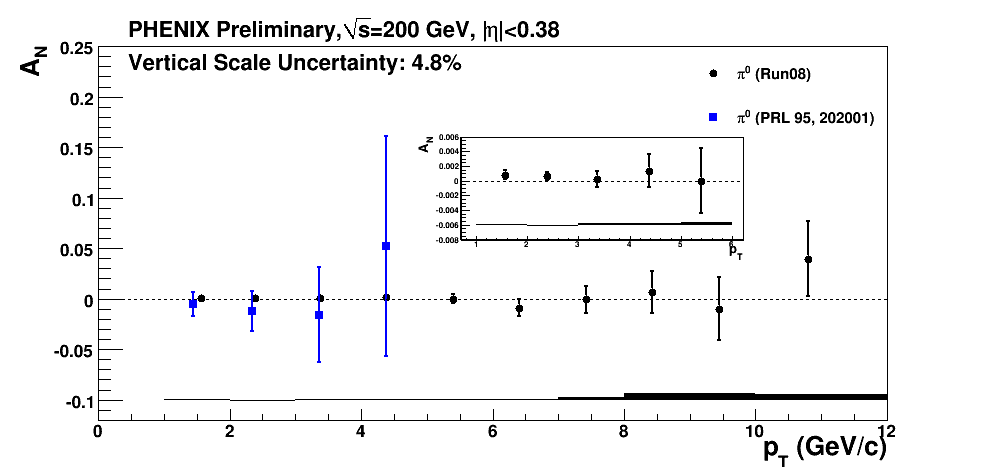 PHENIX Preliminary, √s=200 GeV, |η|<0.38
Vertical Scale Uncertainty: 4.8%
A_N
0.25
0.2
0.15
0.1
0.05
0
-0.05
-0.1
π⁰ (Run08)
π⁰ (PRL 95, 202001)
A_N
0.006
0.004
0.002
0
-0.002
-0.004
-0.006
-0.008
1 2 3 4 5 6
p_T
0 2 4 6 8 10 12
p_T (GeV/c)